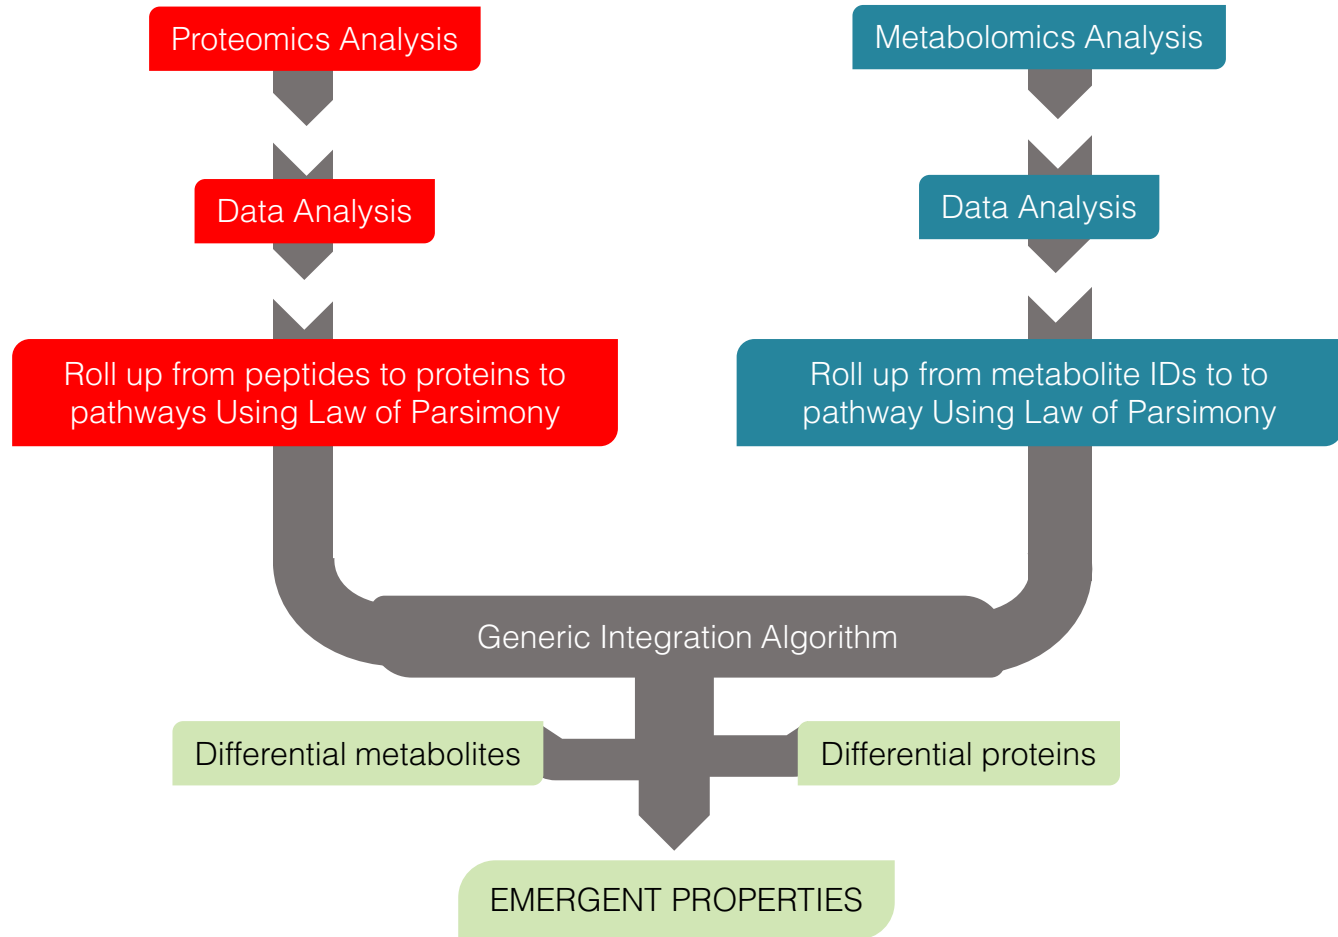 Proteomics Analysis
Metabolomics Analysis
Data Analysis
Data Analysis
Roll up from peptides to proteins to
pathways Using Law of Parsimony
Roll up from metabolite IDs to to
pathway Using Law of Parsimony
Generic Integration Algorithm
Differential metabolites
Differential proteins
EMERGENT PROPERTIES